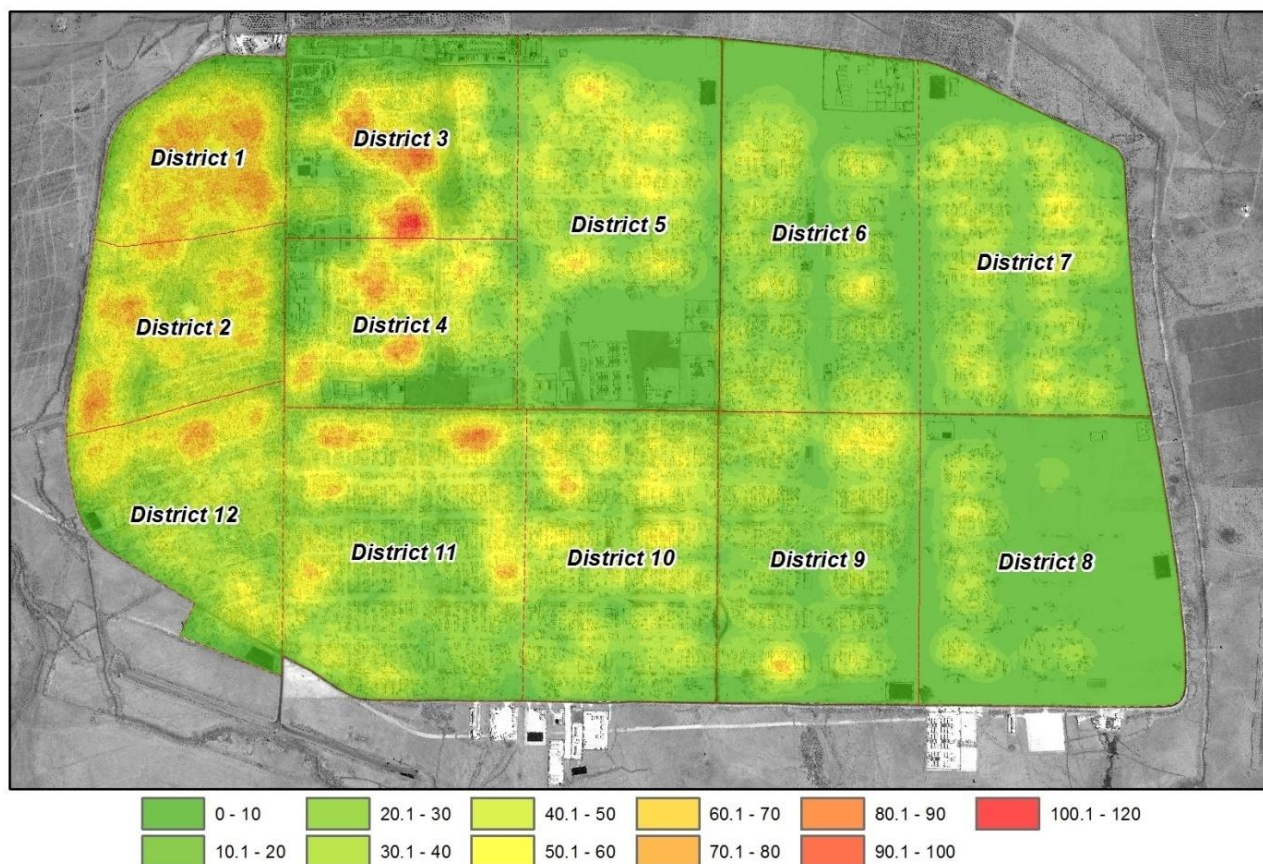 District 3
District 1
District 5
District 6
District 7
District 2
District 4
District 12
District 11
District 10
District 9
District 8
0 - 10
20.1 - 30
40.1 - 50
60.1 - 70
80.1 - 90
100.1 - 120
10.1 - 20
30.1 - 40
50.1 - 60
70.1 - 80
90.1 - 100